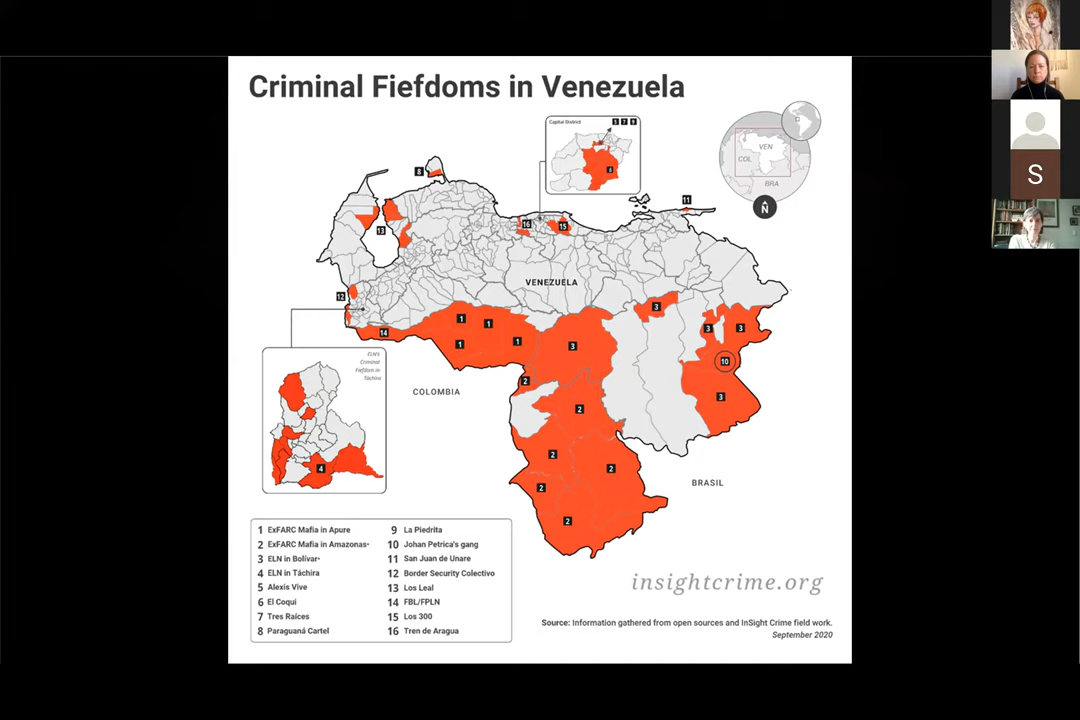 Criminal Fiefdoms in Venezuela
Capital District
5 7 9
6
VEN
COL
BRA
N
8
11
13
16
15
12
VENEZUELA
1
1
3
14
1
1
3
3
3
10
2
COLOMBIA
3
2
ELN's
Criminal
Fiefdom in
Táchira
4
2
2
2
2
BRASIL
1 ExFARC Mafia in Apure
2 ExFARC Mafia in Amazonas*
3 ELN in Bolívar*
4 ELN in Táchira
5 Alexis Vive
6 El Coqui
7 Tres Raíces
8 Paraguaná Cartel
9 La Piedrita
10 Johan Petrica's gang
11 San Juan de Unare
12 Border Security Colectivo
13 Los Leal
14 FBL/FPLN
15 Los 300
16 Tren de Aragua
insightcrime.org
Source: Information gathered from open sources and InSight Crime field work.
September 2020
S